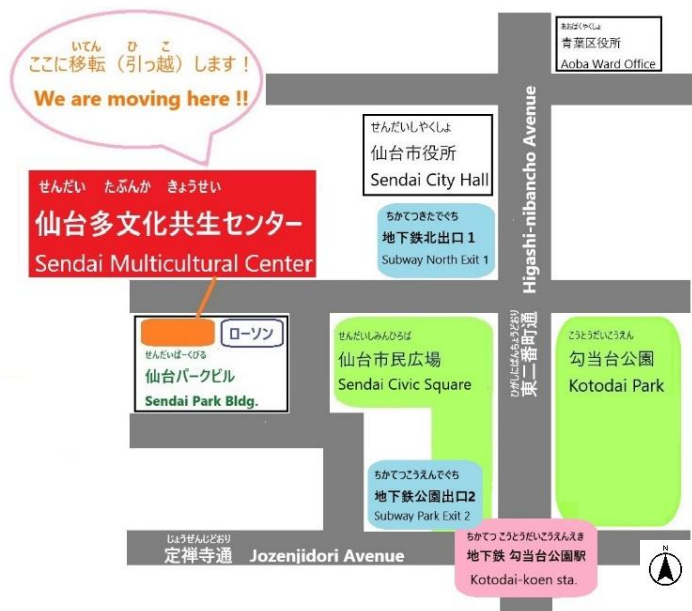 いてん ひ こ
ここに移転（引っ越）します！
We are moving here !!
せんだい たぶんか きょうせい
仙台多文化共生センター
Sendai Multicultural Center
あおばくやくしょ
青葉区役所
Aoba Ward Office
せんだいしやくしょ
仙台市役所
Sendai City Hall
ちかてつきたでぐち
地下鉄北出口1
Subway North Exit 1
Higashi-nibancho Avenue
ひがしにばんちょうどおり
東二番町通
ローソン
せんだいぱーくびる
仙台パークビル
Sendai Park Bldg.
せんだいしみんひろば
仙台市民広場
Sendai Civic Square
こうとうだいこうえん
勾当台公園
Kotodai Park
ちかてつこうえんでぐち
地下鉄公園出口2
Subway Park Exit 2
じょうぜんじどおり
定禅寺通 Jozenjidori Avenue
ちかてつ こうとうだいこうえんえき
地下鉄 勾当台公園駅
Kotodai-koen sta.
N